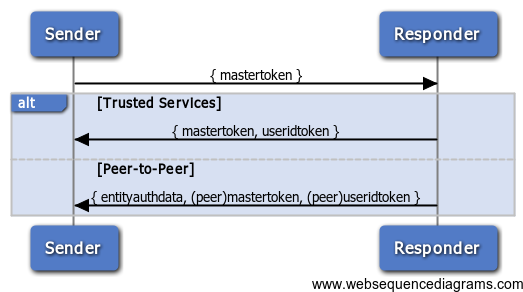 Sender
Responder
{ mastertoken }
alt
[Trusted Services]
{ mastertoken, useridtoken }
[Peer-to-Peer]
{ entityauthdata, (peer)mastertoken, (peer)useridtoken }
Sender
Responder
www.websequencediagrams.com